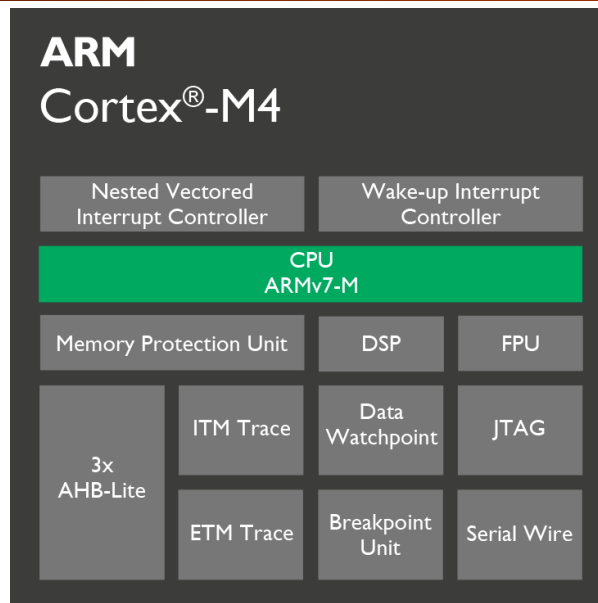 ARM
Cortex®-M4
Nested Vectored
Interrupt Controller
Wake-up Interrupt
Controller
CPU
ARMv7-M
Memory Protection Unit
DSP
FPU
3x
AHB-Lite
ITM Trace
Data
Watchpoint
JTAG
ETM Trace
Breakpoint
Unit
Serial Wire